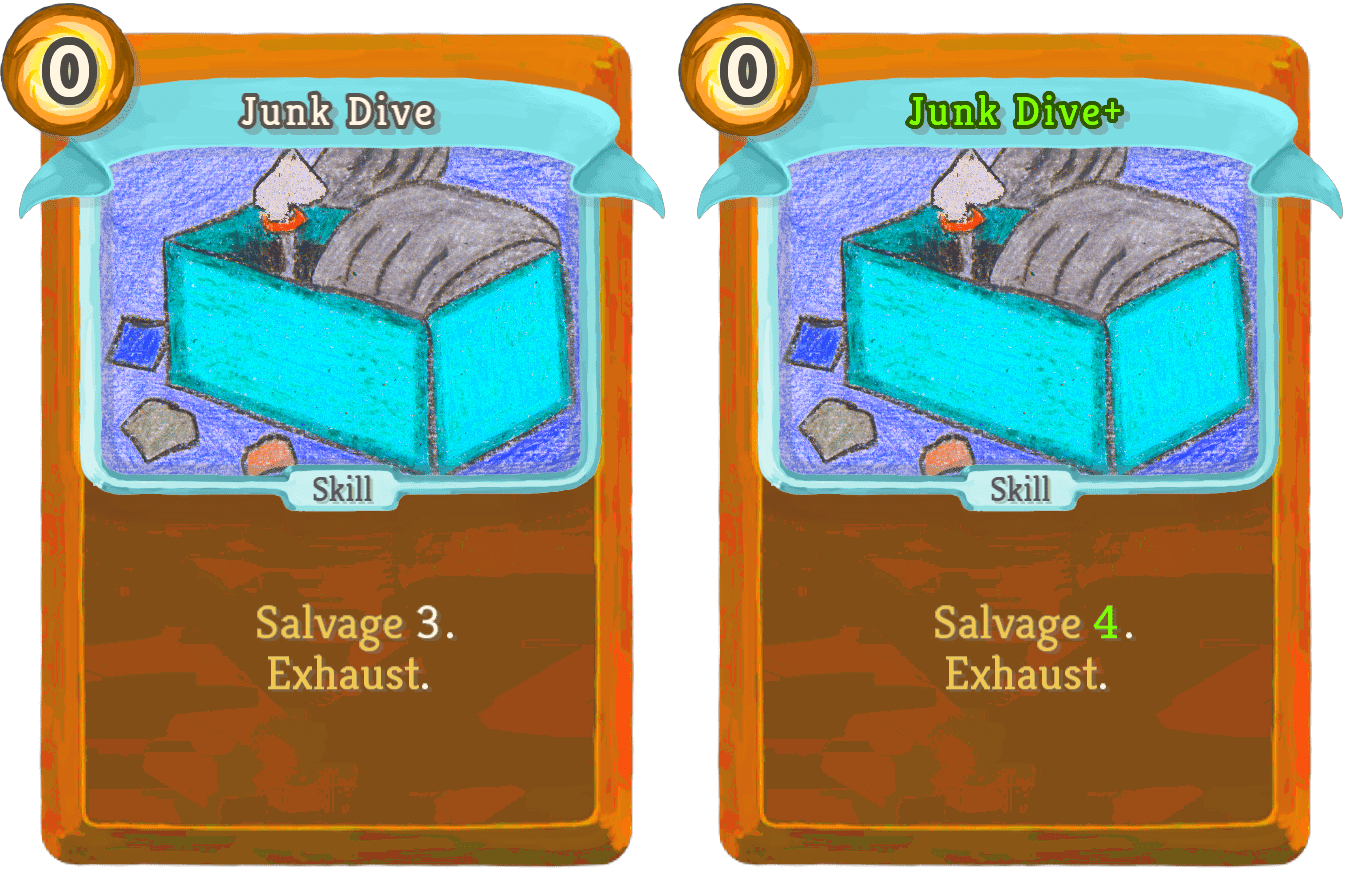 0
Junk Dive
Skill
Salvage 3.
Exhaust.
0
Junk Dive+
Skill
Salvage 4.
Exhaust.